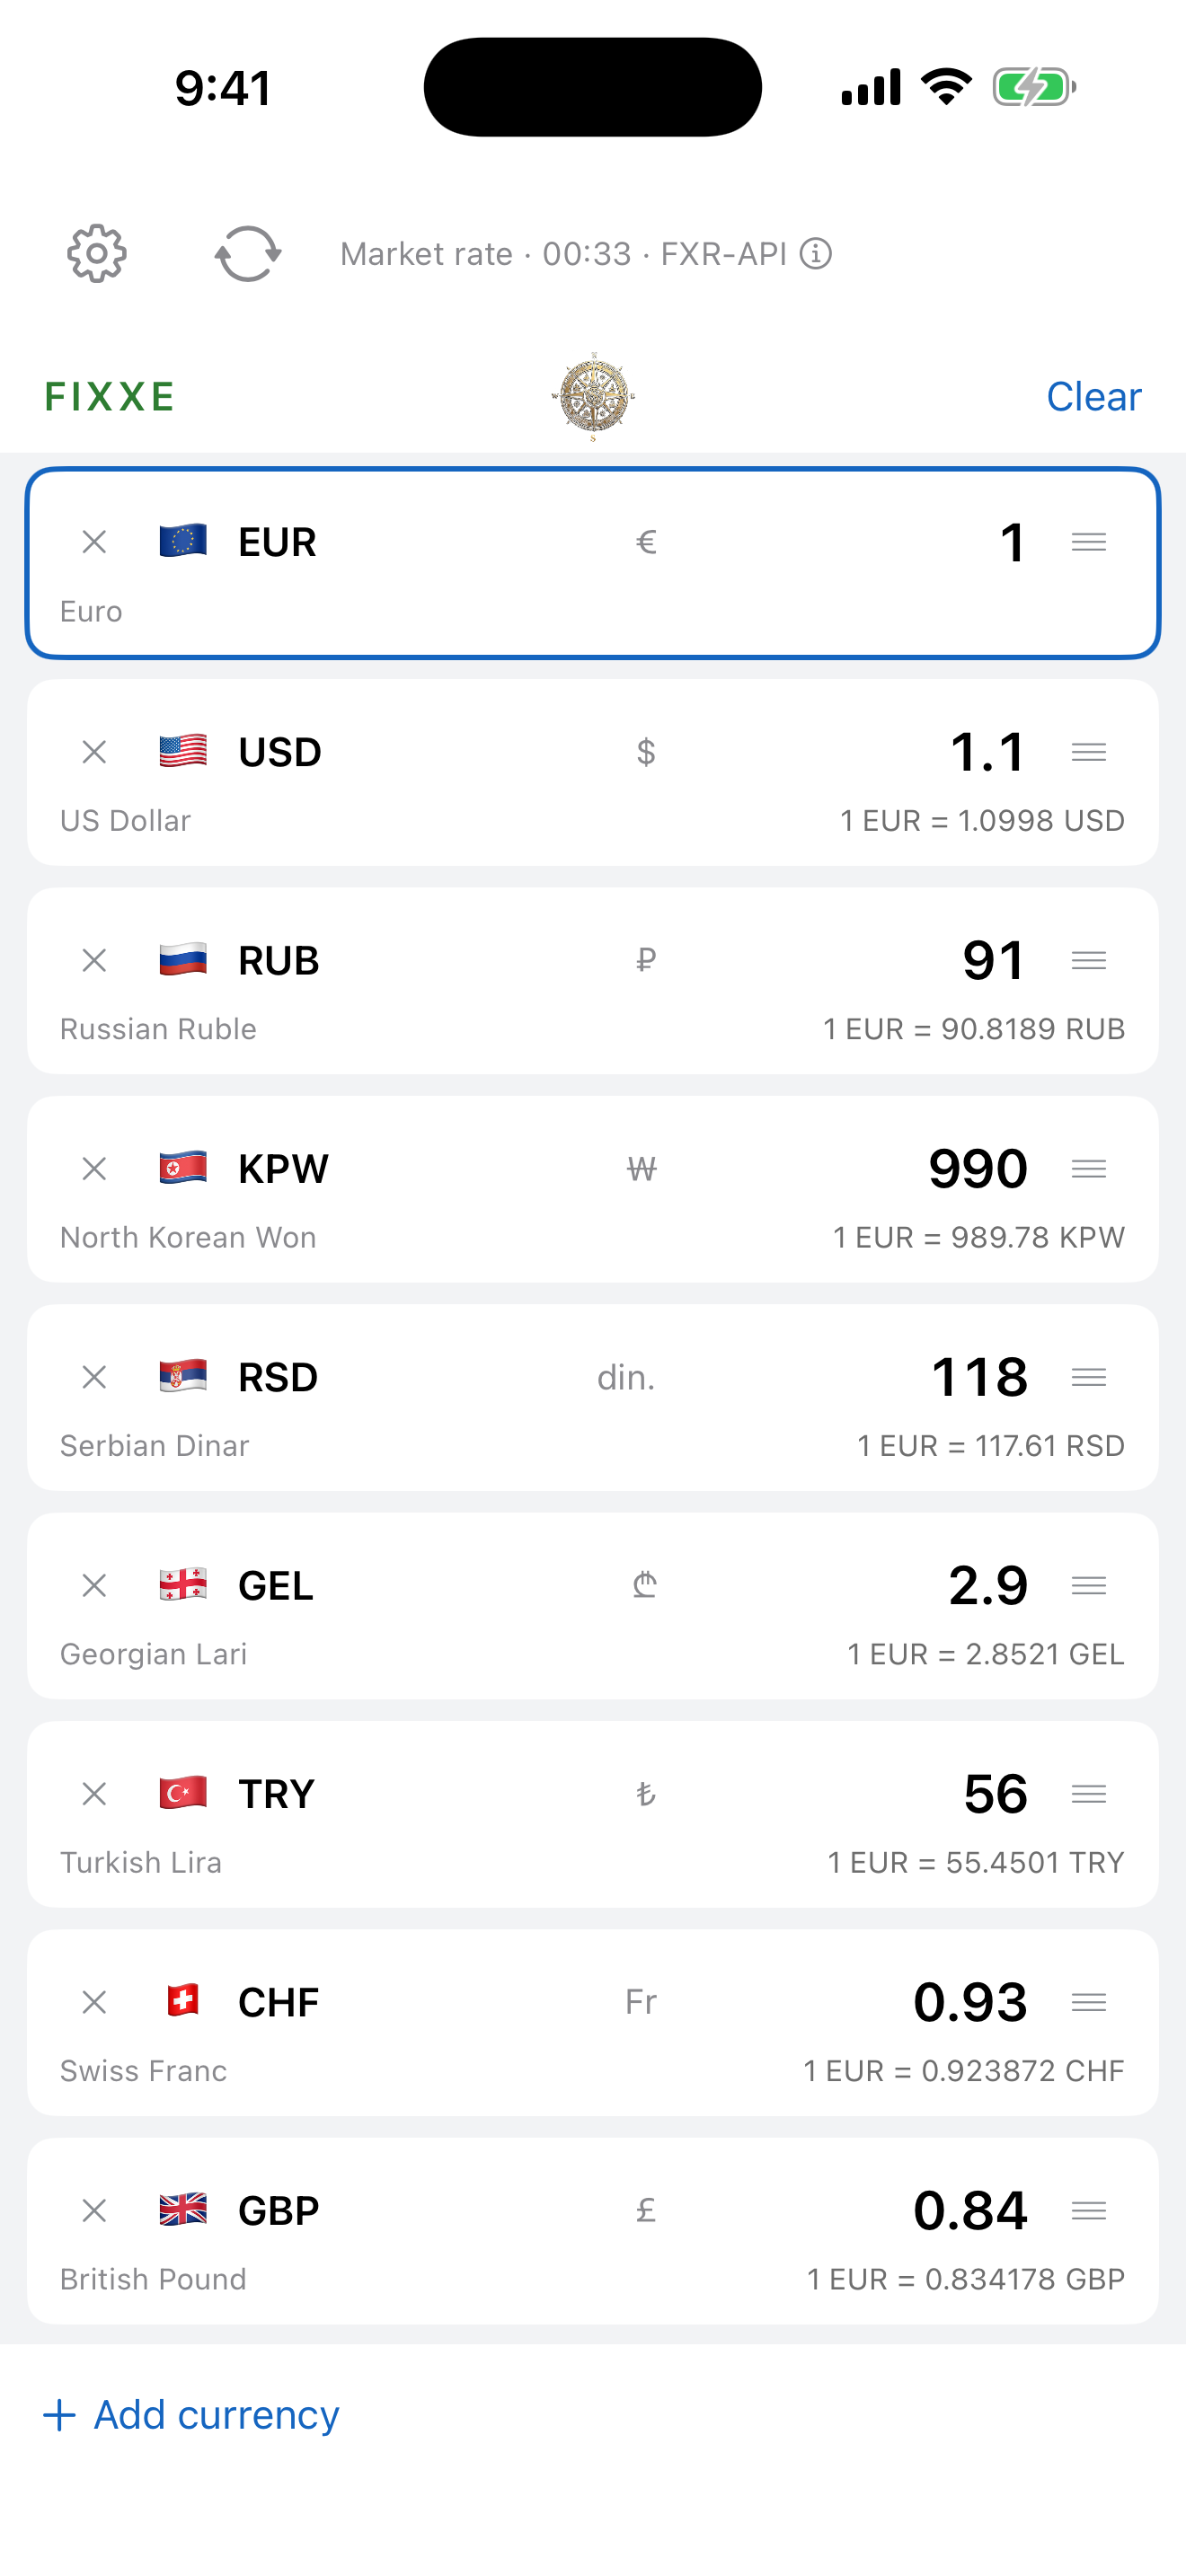 9:41
Market rate · 00:33 · FXR-API
FIXXE
Clear
EUR € 1
Euro
USD $ 1.1
US Dollar 1 EUR = 1.0998 USD
RUB ₽ 91
Russian Ruble 1 EUR = 90.8189 RUB
KPW ₩ 990
North Korean Won 1 EUR = 989.78 KPW
RSD din. 118
Serbian Dinar 1 EUR = 117.61 RSD
GEL ₾ 2.9
Georgian Lari 1 EUR = 2.8521 GEL
TRY ₺ 56
Turkish Lira 1 EUR = 55.4501 TRY
CHF Fr 0.93
Swiss Franc 1 EUR = 0.923872 CHF
GBP £ 0.84
British Pound 1 EUR = 0.834178 GBP
+ Add currency